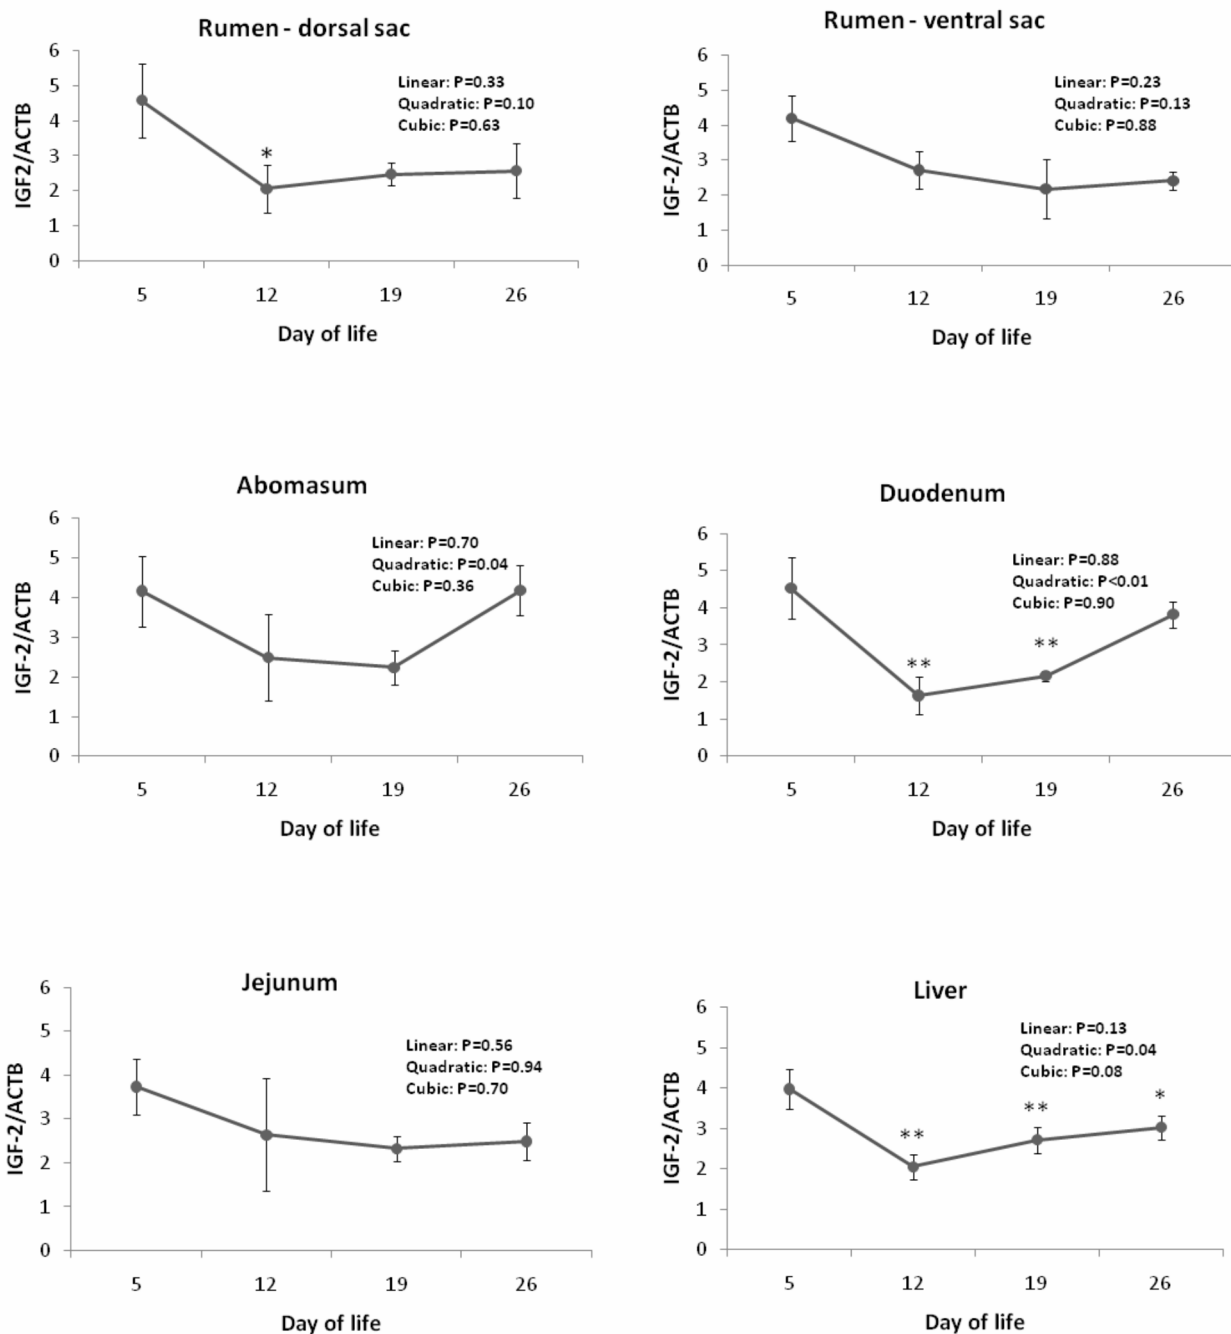 Rumen - dorsal sac
IGF2/ACTB
6
5
4
3
2
1
0
Linear: P=0.33
Quadratic: P=0.10
Cubic: P=0.63
*
5 12 19 26
Day of life
Rumen - ventral sac
IGF-2/ACTB
6
5
4
3
2
1
0
Linear: P=0.23
Quadratic: P=0.13
Cubic: P=0.88
5 12 19 26
Day of life
Abomasum
IGF-2/ACTB
6
5
4
3
2
1
0
Linear: P=0.70
Quadratic: P=0.04
Cubic: P=0.36
5 12 19 26
Day of life
Duodenum
IGF-2/ACTB
6
5
4
3
2
1
0
Linear: P=0.88
Quadratic: P<0.01
Cubic: P=0.90
** **
5 12 19 26
Day of life
Jejunum
IGF-2/ACTB
6
5
4
3
2
1
0
Linear: P=0.56
Quadratic: P=0.94
Cubic: P=0.70
5 12 19 26
Day of life
Liver
IGF-2/ACTB
6
5
4
3
2
1
0
Linear: P=0.13
Quadratic: P=0.04
Cubic: P=0.08
** ** *
5 12 19 26
Day of life